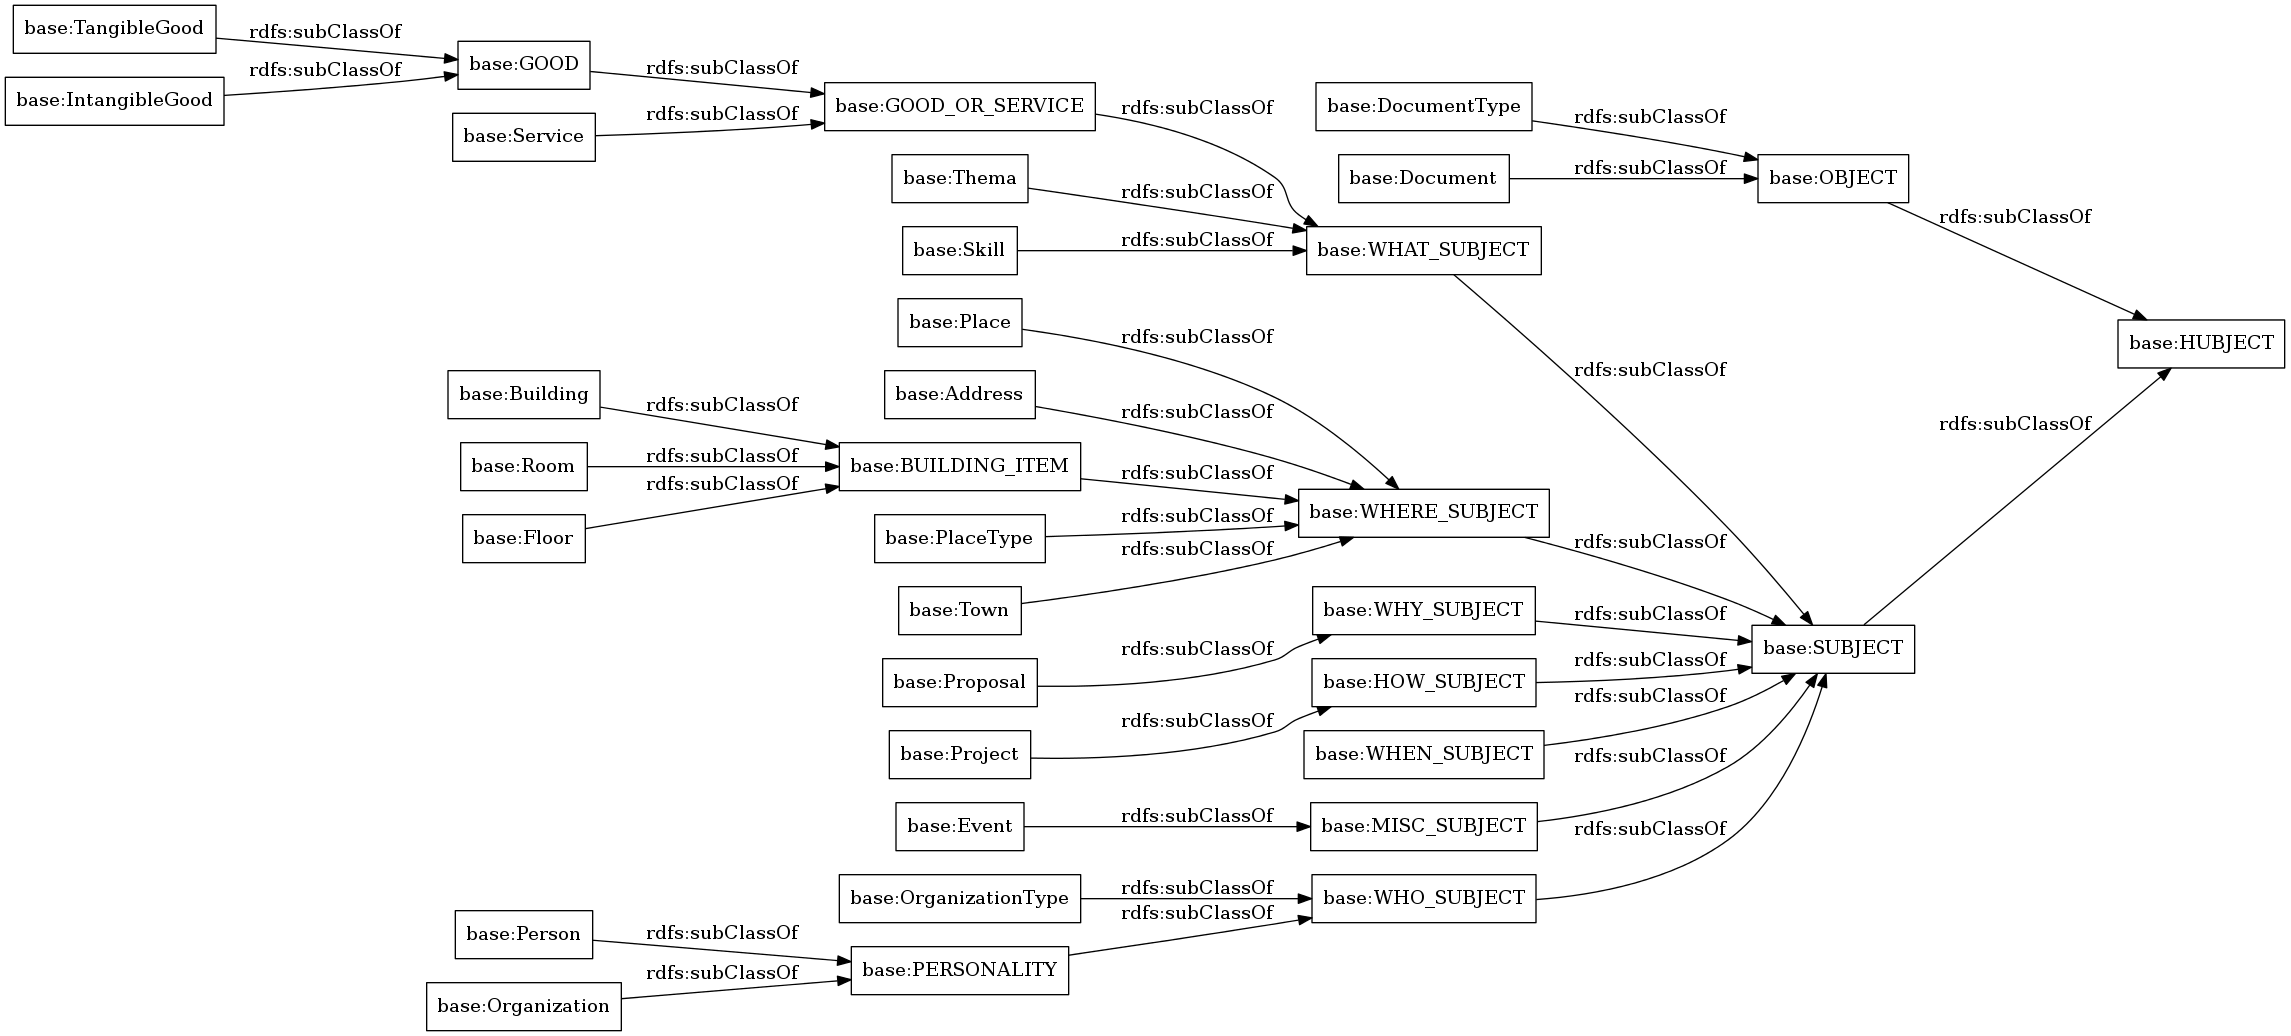 base:TangibleGood
rdfs:subClassOf
base:IntangibleGood
rdfs:subClassOf
base:GOOD
rdfs:subClassOf
base:Service
rdfs:subClassOf
base:GOOD_OR_SERVICE
rdfs:subClassOf
base:Thema
rdfs:subClassOf
base:Skill
rdfs:subClassOf
base:WHAT_SUBJECT
rdfs:subClassOf
base:DocumentType
rdfs:subClassOf
base:Document
rdfs:subClassOf
base:OBJECT
rdfs:subClassOf
base:HUBJECT
base:Place
rdfs:subClassOf
base:Address
rdfs:subClassOf
base:Building
rdfs:subClassOf
base:Room
rdfs:subClassOf
base:Floor
rdfs:subClassOf
base:BUILDING_ITEM
rdfs:subClassOf
base:PlaceType
rdfs:subClassOf
base:Town
rdfs:subClassOf
base:WHERE_SUBJECT
rdfs:subClassOf
base:Proposal
rdfs:subClassOf
base:WHY_SUBJECT
rdfs:subClassOf
base:Project
rdfs:subClassOf
base:HOW_SUBJECT
rdfs:subClassOf
base:WHEN_SUBJECT
rdfs:subClassOf
base:Event
rdfs:subClassOf
base:MISC_SUBJECT
rdfs:subClassOf
base:OrganizationType
rdfs:subClassOf
base:Person
rdfs:subClassOf
base:Organization
rdfs:subClassOf
base:PERSONALITY
rdfs:subClassOf
base:WHO_SUBJECT
rdfs:subClassOf
base:SUBJECT
rdfs:subClassOf